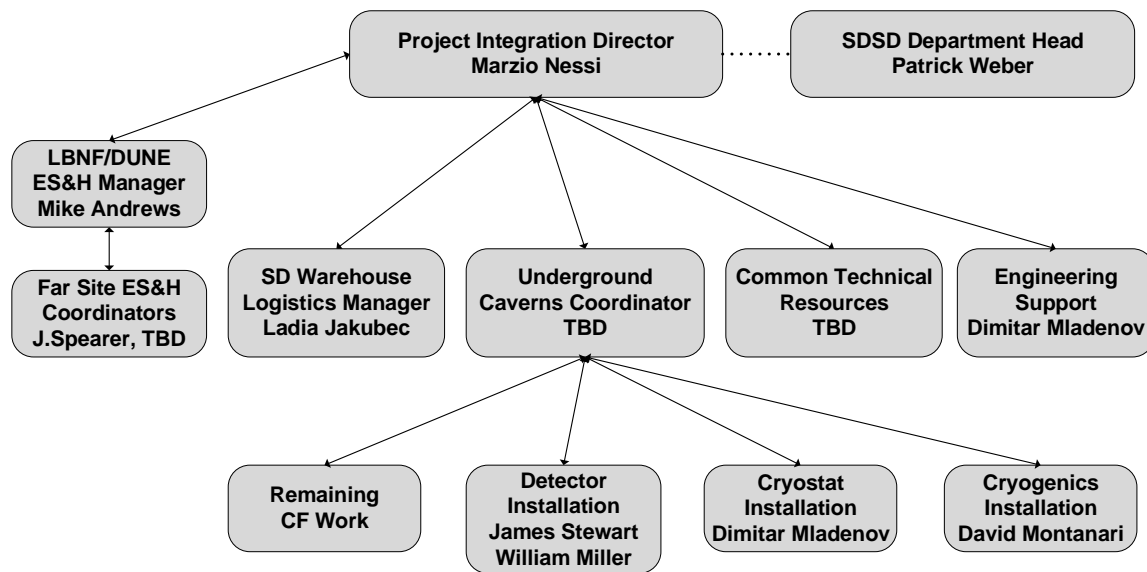 Project Integration Director
Marzio Nessi
SDSD Department Head
Patrick Weber
LBNF/DUNE
ES&H Manager
Mike Andrews
Far Site ES&H
Coordinators
J.Spearer, TBD
SD Warehouse
Logistics Manager
Ladia Jakubec
Underground
Caverns Coordinator
TBD
Common Technical
Resources
TBD
Engineering
Support
Dimitar Mladenov
Remaining
CF Work
Detector
Installation
James Stewart
William Miller
Cryostat
Installation
Dimitar Mladenov
Cryogenics
Installation
David Montanari